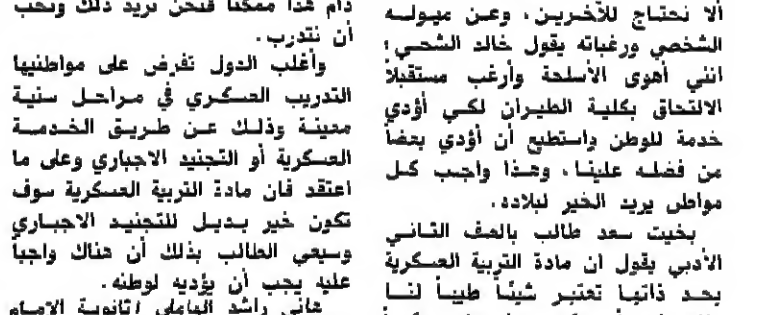 ألا نحتاج للآخرين. وعن ميوله
الشخصي ورغباته يقول خالد الشحي؛
انني أهوى الأسلحة وأرغب مستقبلاً
الالتحاق بكلية الطيران لكي أؤدي
خدمة للوطن واستطيع أن أؤدي بعضاً
من فضله علينا. وهذا واجب كل
مواطن يريد الخير لبلاده.
بخيت سعد طالب بالصف الثاني
الأدبي يقول ان مادة التربية العسكرية
بحد ذاتها تعتبر شيئاً طيباً لنا
دام هذا ممكناً فنحن نريد ذلك ونحب
أن نتدرب.
وأغلب الدول تفرض على مواطنيها
التدريب العسكري في مراحل سنية
معينة وذلك عن طريق الخدمة
العسكرية أو التجنيد الاجباري وعلى ما
اعتقد فان مادة التربية العسكرية سوف
تكون خير بديل للتجنيد الاجباري
وسيعي الطالب بذلك أن هناك واجباً
عليه يجب أن يؤديه لوطنه.
هاني راشد الهاملي (ثانوية الامام